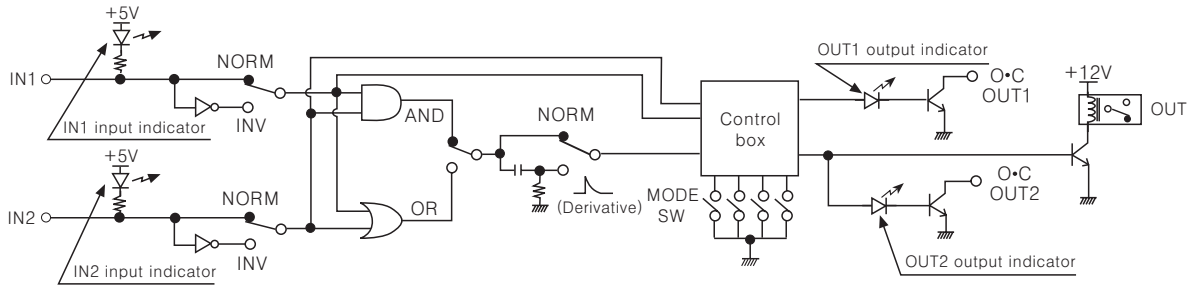 +5V
IN1
NORM
INV
IN1 input indicator
+5V
IN2
NORM
INV
IN2 input indicator
AND
OR
NORM
(Derivative)
Control
box
MODE
SW
OUT1 output indicator
O•C
OUT1
+12V
OUT
O•C
OUT2
OUT2 output indicator